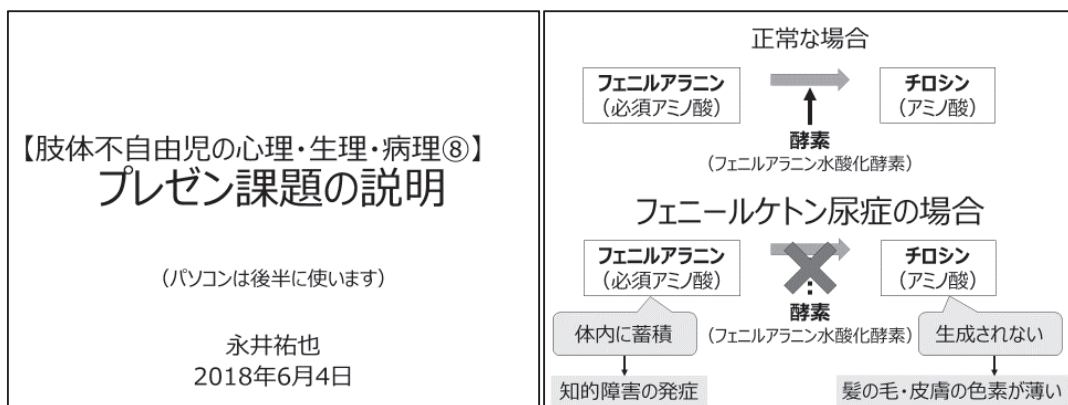 【肢体不自由児の心理・生理・病理⑧】
プレゼン課題の説明
（パソコンは後半に使います）
永井祐也
2018年6月4日
正常な場合
フェニルアラニン
（必須アミノ酸）
チロシン
（アミノ酸）
酵素
（フェニルアラニン水酸化酵素）
フェニールケトン尿症の場合
フェニルアラニン
（必須アミノ酸）
チロシン
（アミノ酸）
酵素
（フェニルアラニン水酸化酵素）
体内に蓄積
生成されない
知的障害の発症
髪の毛・皮膚の色素が薄い